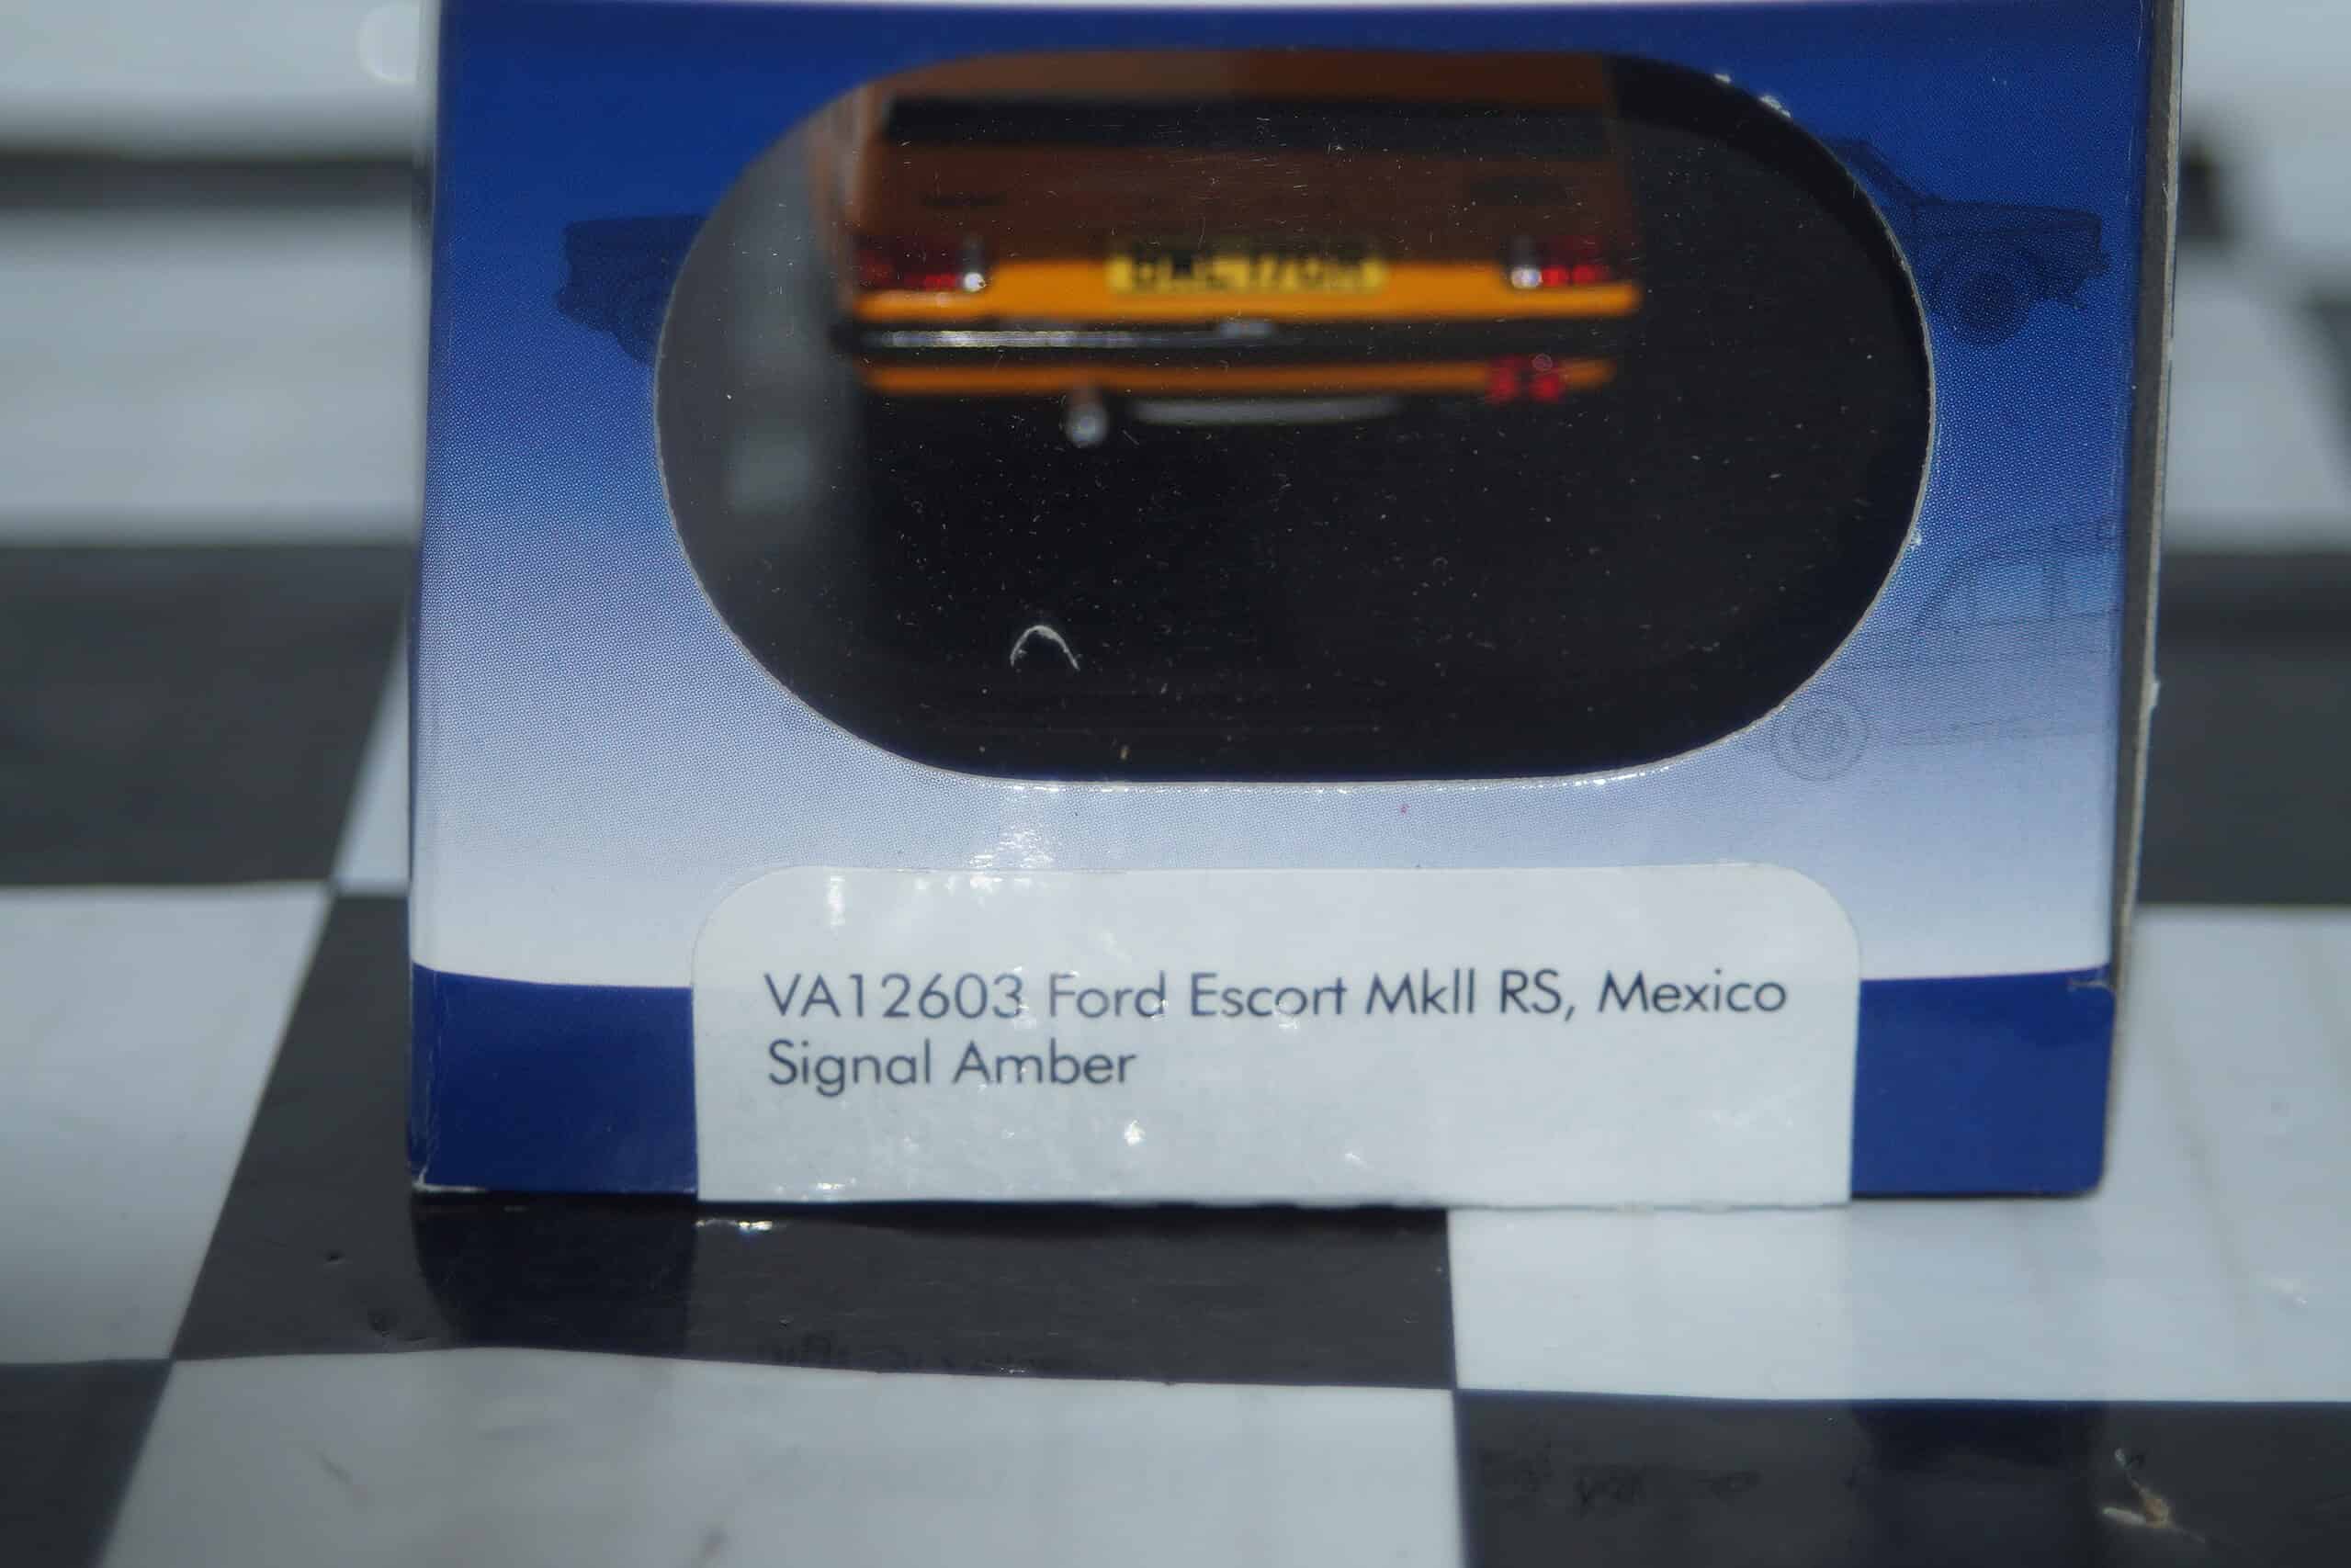 VA12603 Ford Escort MkII RS, Mexico
Signal Amber